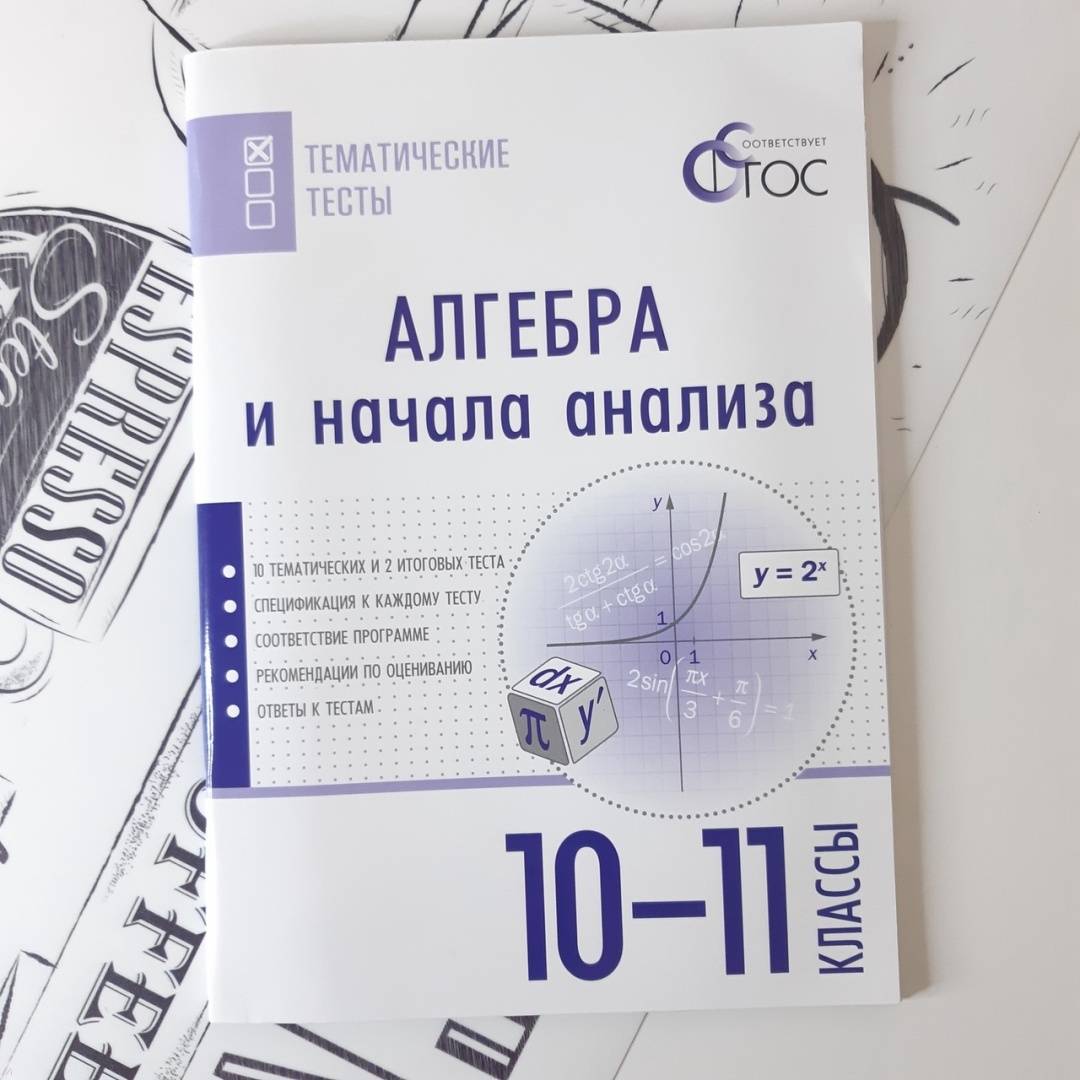 ТЕМАТИЧЕСКИЕ
ТЕСТЫ
СООТВЕТСТВУЕТ
ФГОС
АЛГЕБРА
и начала анализа
10 ТЕМАТИЧЕСКИХ И 2 ИТОГОВЫХ ТЕСТА
СПЕЦИФИКАЦИЯ К КАЖДОМУ ТЕСТУ
СООТВЕТСТВИЕ ПРОГРАММЕ
РЕКОМЕНДАЦИИ ПО ОЦЕНИВАНИЮ
ОТВЕТЫ К ТЕСТАМ
y
2ctg2α / tgα + ctgα = cos2α
y = 2ˣ
1
0 1
x
2sin(πx/3 + π/6) = 1
dx
π y′
10–11
КЛАССЫ
ESPRESSO